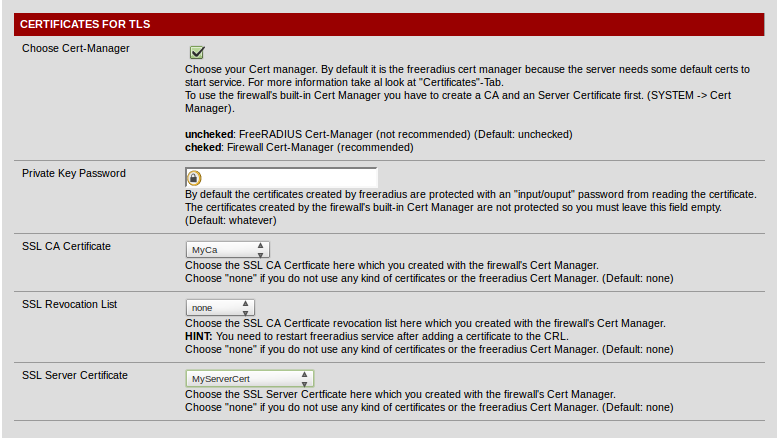 CERTIFICATES FOR TLS
Choose Cert-Manager
Choose your Cert manager. By default it is the freeradius cert manager because the server needs some default certs to
start service. For more information take al look at "Certificates"-Tab.
To use the firewall's built-in Cert Manager you have to create a CA and an Server Certificate first. (SYSTEM -> Cert
Manager).
uncheked: FreeRADIUS Cert-Manager (not recommended) (Default: unchecked)
cheked: Firewall Cert-Manager (recommended)
Private Key Password
By default the certificates created by freeradius are protected with an "input/ouput" password from reading the certificate.
The certificates created by the firewall's built-in Cert Manager are not protected so you must leave this field empty.
(Default: whatever)
SSL CA Certificate
MyCa
Choose the SSL CA Certficate here which you created with the firewall's Cert Manager.
Choose "none" if you do not use any kind of certificates or the freeradius Cert Manager. (Default: none)
SSL Revocation List
none
Choose the SSL CA Certficate revocation list here which you created with the firewall's Cert Manager.
HINT: You need to restart freeradius service after adding a certificate to the CRL.
Choose "none" if you do not use any kind of certificates or the freeradius Cert Manager. (Default: none)
SSL Server Certificate
MyServerCert
Choose the SSL Server Certficate here which you created with the firewall's Cert Manager.
Choose "none" if you do not use any kind of certificates or the freeradius Cert Manager. (Default: none)